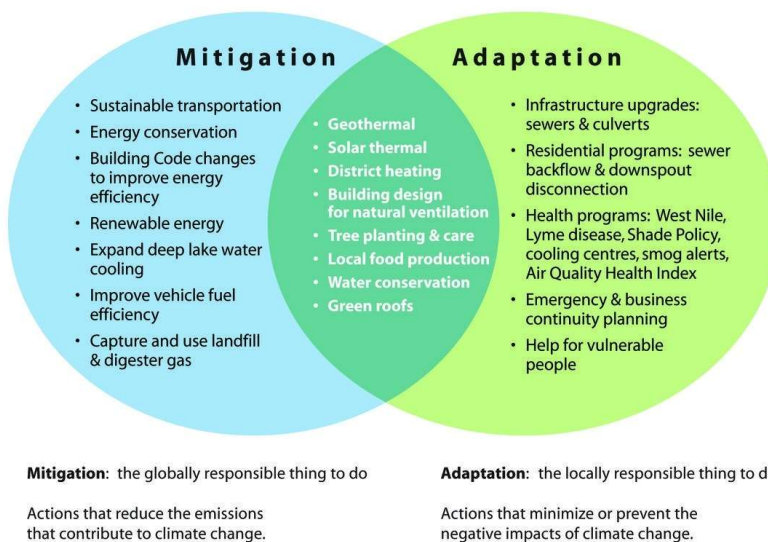 Mitigation
Adaptation
• Sustainable transportation
• Energy conservation
• Building Code changes
to improve energy
efficiency
• Renewable energy
• Expand deep lake water
cooling
• Improve vehicle fuel
efficiency
• Capture and use landfill
& digester gas
• Geothermal
• Solar thermal
• District heating
• Building design
for natural ventilation
• Tree planting & care
• Local food production
• Water conservation
• Green roofs
• Infrastructure upgrades:
sewers & culverts
• Residential programs: sewer
backflow & downspout
disconnection
• Health programs: West Nile,
Lyme disease, Shade Policy,
cooling centres, smog alerts,
Air Quality Health Index
• Emergency & business
continuity planning
• Help for vulnerable
people
Mitigation: the globally responsible thing to do
Actions that reduce the emissions
that contribute to climate change.
Adaptation: the locally responsible thing to d
Actions that minimize or prevent the
negative impacts of climate change.